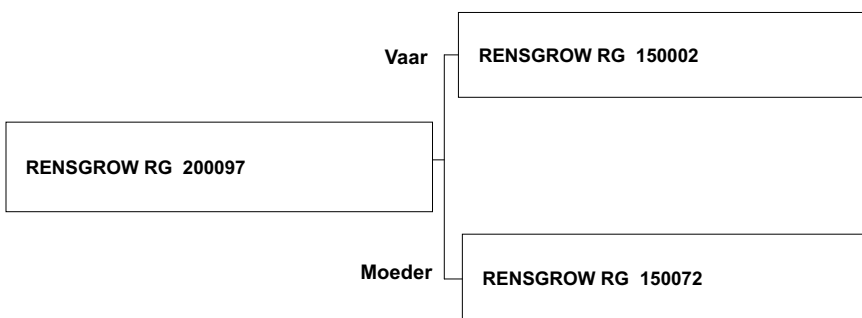 Vaar
RENSGROW RG 150002
RENSGROW RG 200097
Moeder
RENSGROW RG 150072